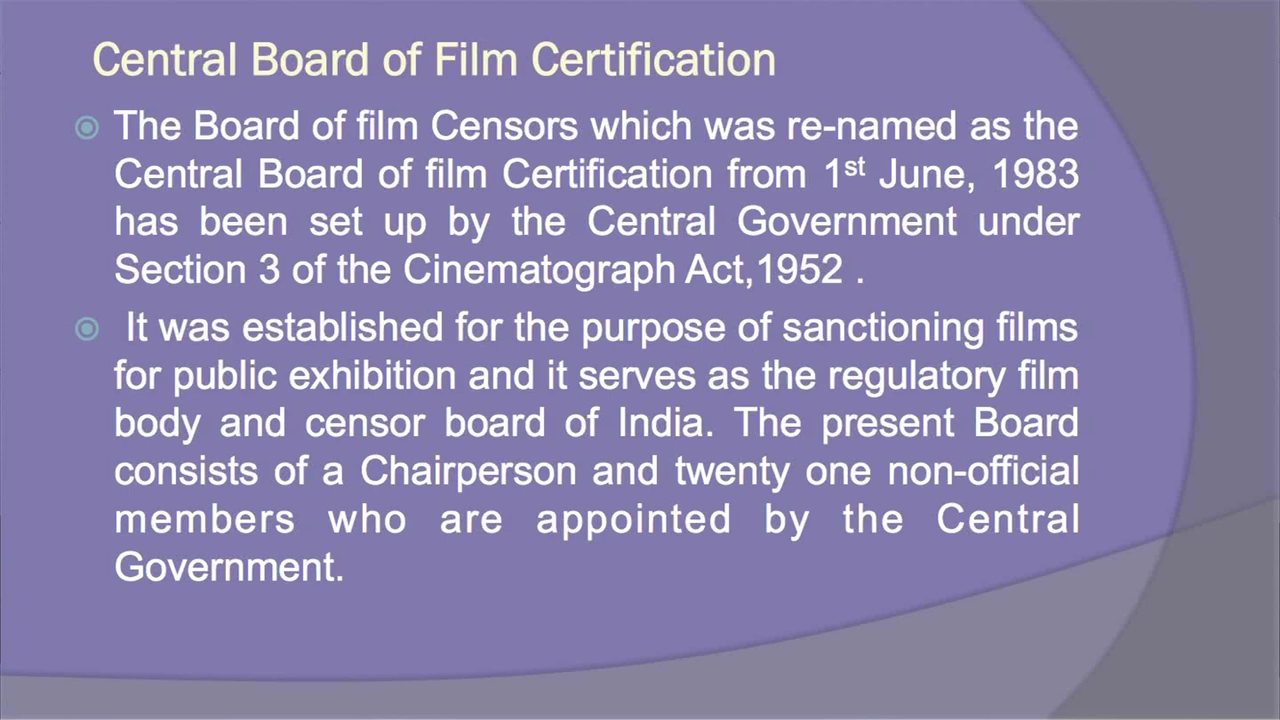 Central Board of Film Certification
The Board of film Censors which was re-named as the
Central Board of film Certification from 1st June, 1983
has been set up by the Central Government under
Section 3 of the Cinematograph Act,1952 .
It was established for the purpose of sanctioning films
for public exhibition and it serves as the regulatory film
body and censor board of India. The present Board
consists of a Chairperson and twenty one non-official
members who are appointed by the Central
Government.